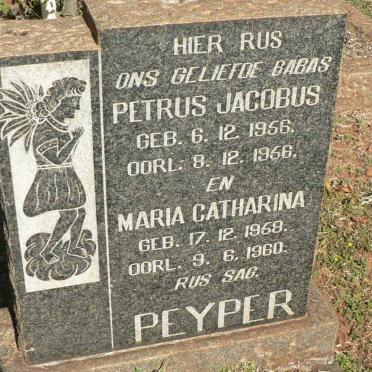 HIER RUS
ONS GELIEFDE BABAS
PETRUS JACOBUS
GEB. 6. 12. 1956.
OORL. 8. 12. 1956.
EN
MARIA CATHARINA
GEB. 17. 12. 1959.
OORL. 9. 6. 1960.
RUS SAG.
PEYPER